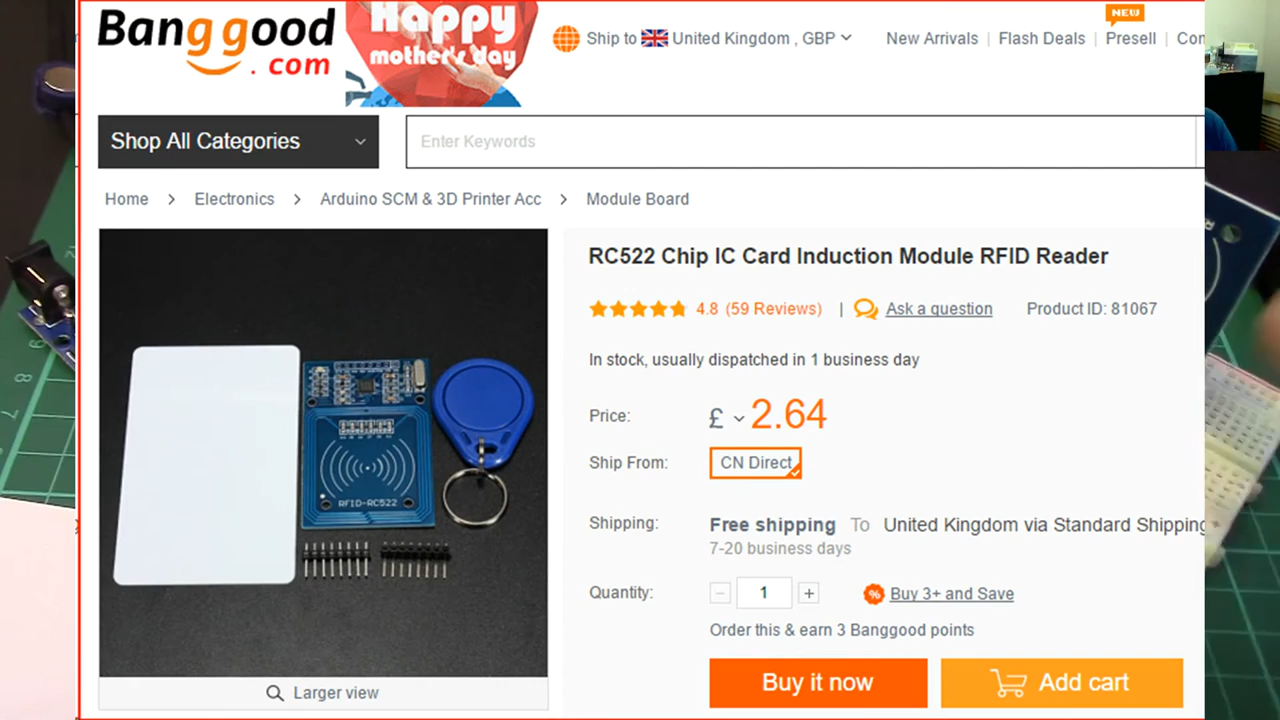 Banggood
.com
Happy
mother's day
Ship to United Kingdom , GBP
New Arrivals | Flash Deals | Presell |
NEW
Shop All Categories
Enter Keywords
Home > Electronics > Arduino SCM & 3D Printer Acc > Module Board
RC522 Chip IC Card Induction Module RFID Reader
4.8 (59 Reviews) | Ask a question Product ID: 81067
In stock, usually dispatched in 1 business day
Price: £ 2.64
Ship From: CN Direct
Shipping: Free shipping To United Kingdom via Standard Shipping
7-20 business days
Quantity: - 1 + % Buy 3+ and Save
Order this & earn 3 Banggood points
Buy it now Add cart
RFID-RC522
Larger view